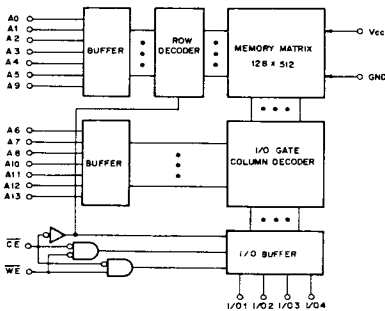 A0
A1
A2
A3
A4
A5
A9
BUFFER
ROW
DECODER
MEMORY MATRIX
128 × 512
Vcc
GND
A6
A7
A8
A10
A11
A12
A13
BUFFER
I/O GATE
COLUMN DECODER
CE
WE
I/O BUFFER
I/O1 I/O2 I/O3 I/O4